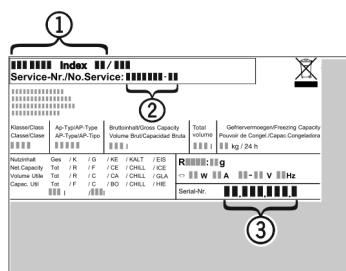 1
Index /
Service-Nr./No.Service: -
2
Klasse/Class
Classe/Clase
Ap-Typ/AP-Type
AP-Type/AP-Tipo
Bruttoinhalt/Gross Capacity
Volume Brut/Capacidad Bruta
l
Total
volume
l
Gefriervermoegen/Freezing Capacity
Pouvoir de Congel./Capac.Congeladora
kg / 24 h
Nutzinhalt Ges / K / G / KE / KALT / EIS
Net.Capacity Tot / R / F / CE / CHILL / ICE
Volume Utile Tot / R / C / CA / CHILL / GLA
Capac. Util Tot / F / C / BO / CHILL / HIE
l / l
R : g
W A - V Hz
Serial-Nr. . . .
3